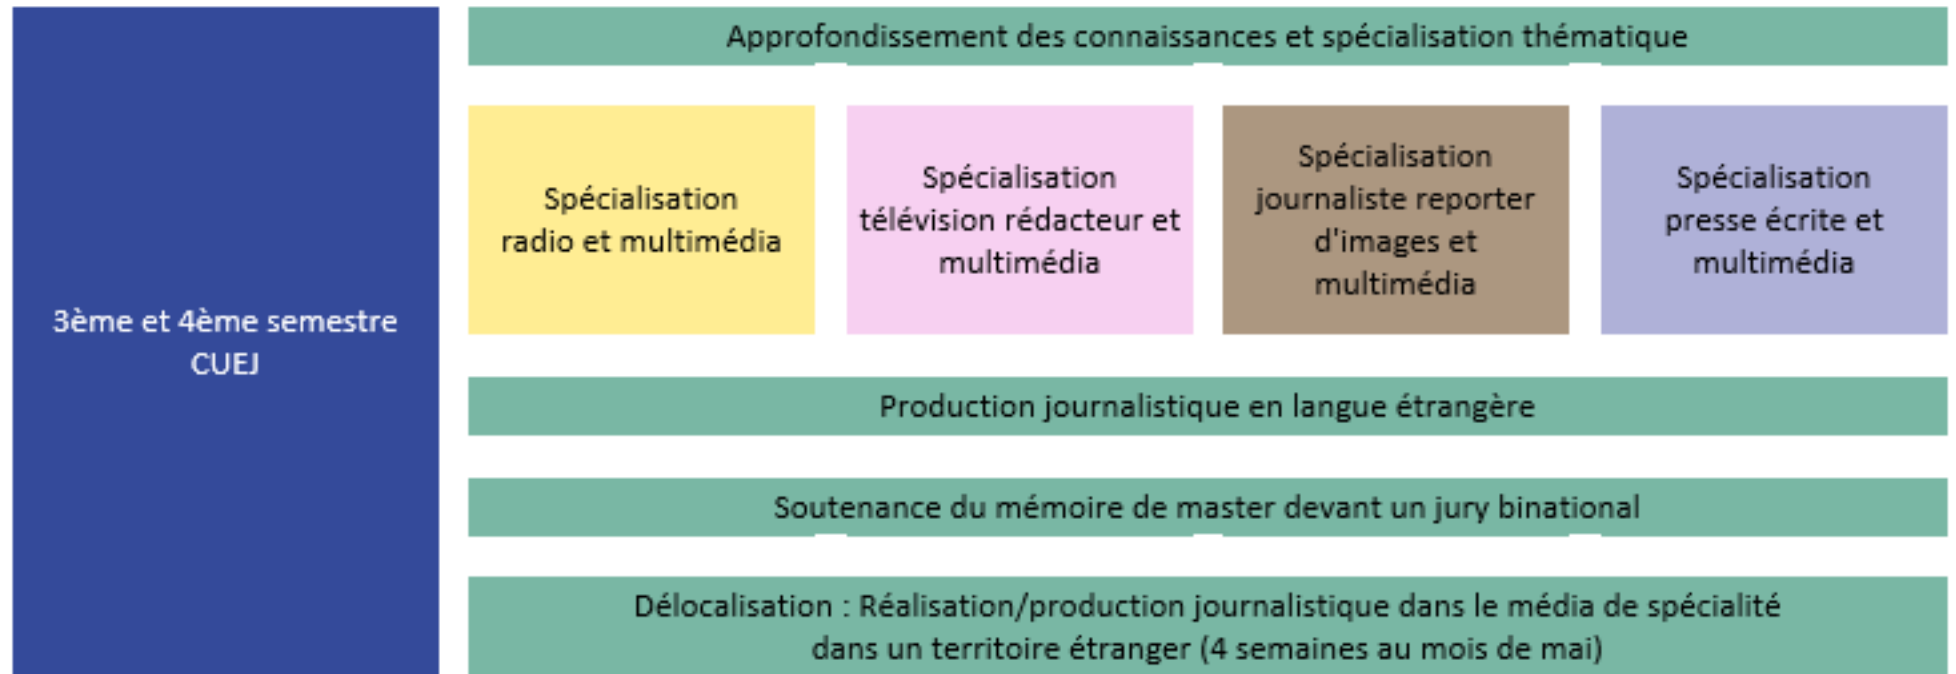 Approfondissement des connaissances et spécialisation thématique
Spécialisation
radio et multimédia
Spécialisation
télévision rédacteur et
multimédia
Spécialisation
journaliste reporter
d'images et
multimédia
Spécialisation
presse écrite et
multimédia
3ème et 4ème semestre
CUEJ
Production journalistique en langue étrangère
Soutenance du mémoire de master devant un jury binational
Délocalisation : Réalisation/production journalistique dans le média de spécialité
dans un territoire étranger (4 semaines au mois de mai)